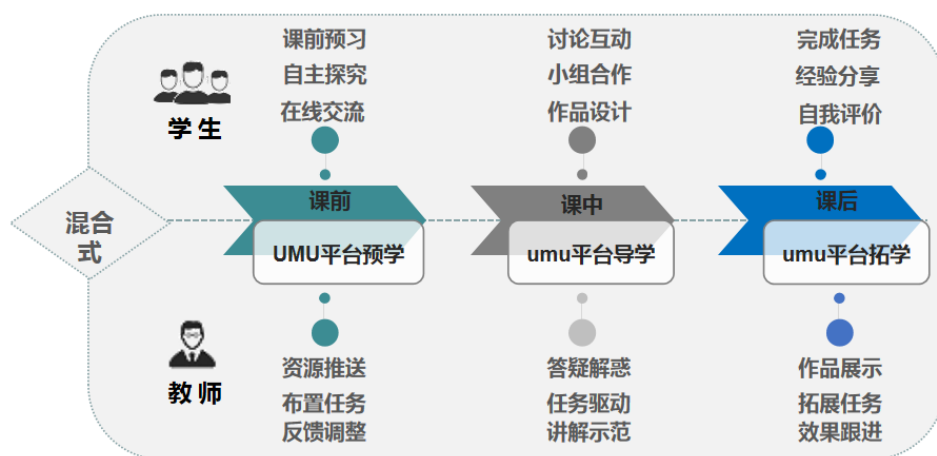 课前预习
自主探究
在线交流
讨论互动
小组合作
作品设计
完成任务
经验分享
自我评价
学生
混合
式
课前
UMU平台预学
课中
umu平台导学
课后
umu平台拓学
教师
资源推送
布置任务
反馈调整
答疑解惑
任务驱动
讲解示范
作品展示
拓展任务
效果跟进